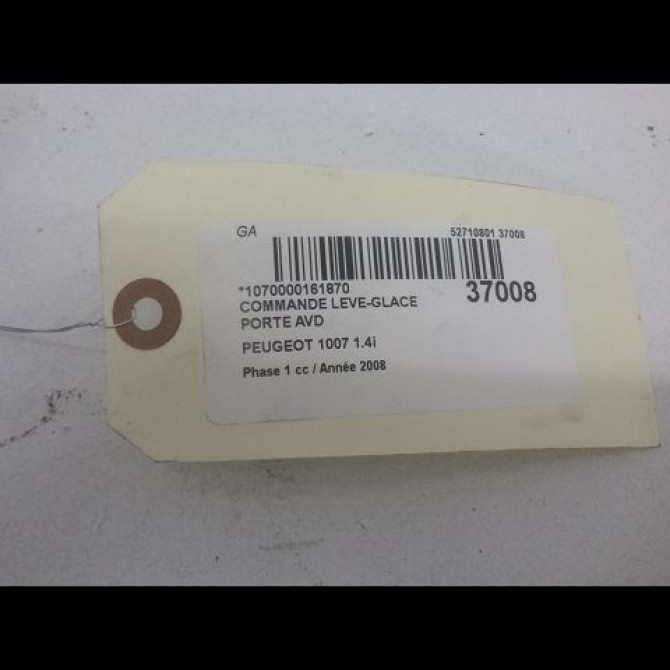 GA 52710801 37008
*1070000161870 37008
COMMANDE LEVE-GLACE
PORTE AVD
PEUGEOT 1007 1.4i
Phase 1 cc / Année 2008